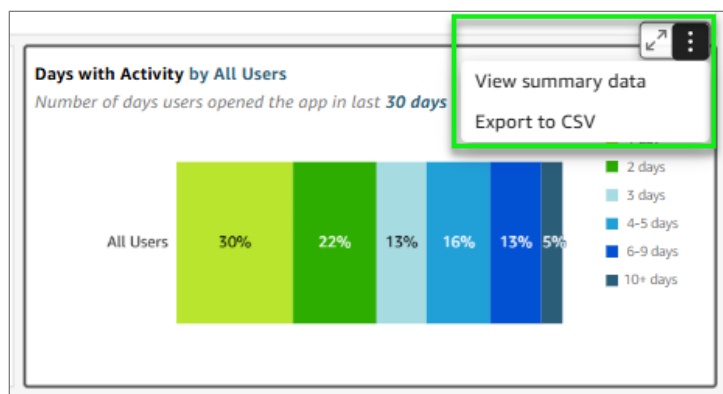 Days with Activity by All Users
Number of days users opened the app in last 30 days
View summary data
Export to CSV
2 days
3 days
4-5 days
6-9 days
10+ days
All Users
30%
22%
13%
16%
13%
5%